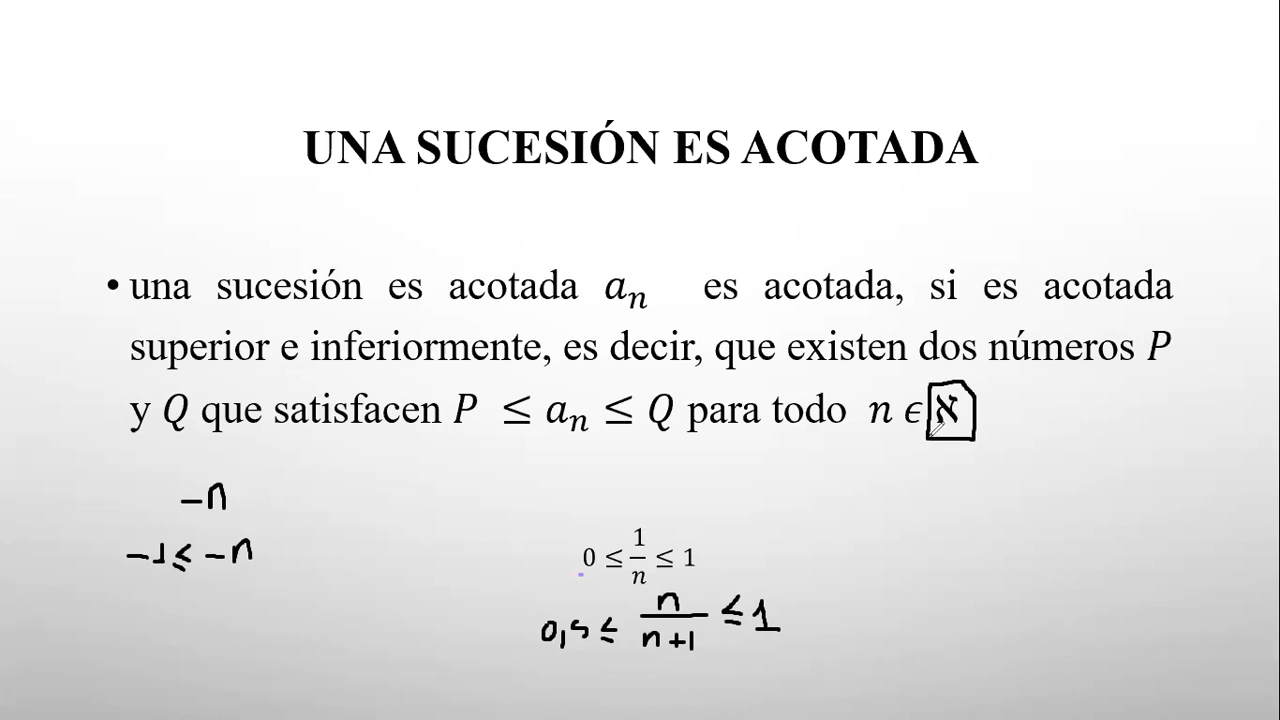 UNA SUCESIÓN ES ACOTADA
• una sucesión es acotada aₙ es acotada, si es acotada
superior e inferiormente, es decir, que existen dos números P
y Q que satisfacen P ≤ aₙ ≤ Q para todo n ϵ ℵ
−n
−1 ≤ −n
0 ≤ 1/n ≤ 1
0,5 ≤ n/(n+1) ≤ 1